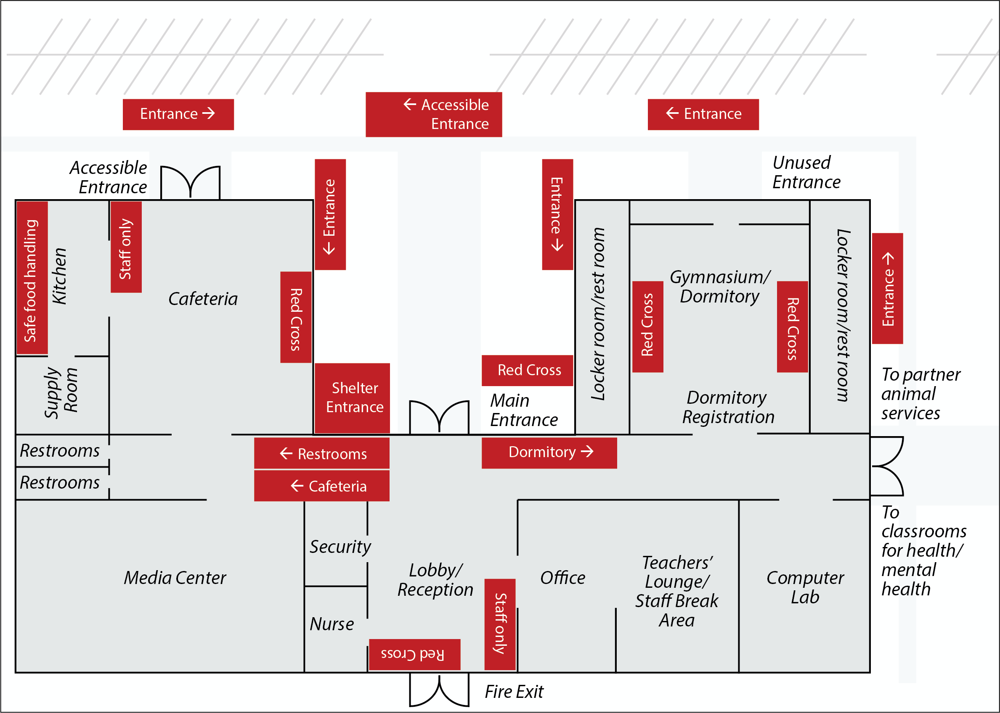 Entrance →
← Accessible
Entrance
← Entrance
Accessible
Entrance
← Entrance
Entrance →
Unused
Entrance
Safe food handling
Kitchen
Staff only
Cafeteria
Red Cross
Locker room/rest room
Gymnasium/
Dormitory
Red Cross
Red Cross
Locker room/rest room
Entrance →
Supply
Room
Shelter
Entrance
Red Cross
Main
Entrance
Dormitory
Registration
To partner
animal
services
Restrooms
Restrooms
← Restrooms
← Cafeteria
Dormitory →
To
classrooms
for health/
mental
health
Media Center
Security
Nurse
Lobby/
Reception
Red Cross
Staff only
Office
Teachers’
Lounge/
Staff Break
Area
Computer
Lab
Fire Exit